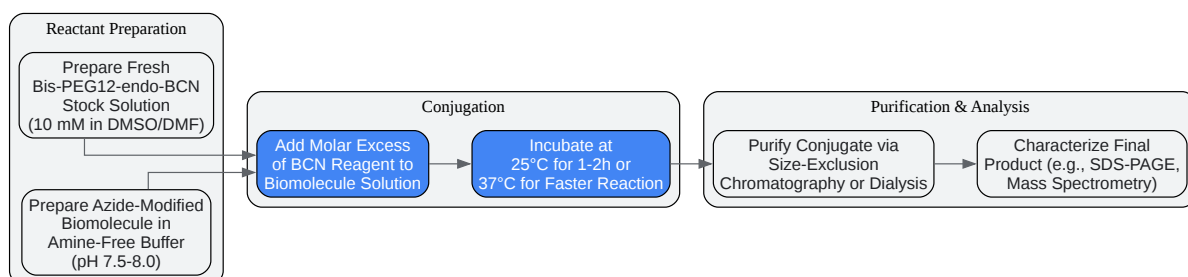 Reactant Preparation
Prepare Fresh
Bis-PEG12-endo-BCN
Stock Solution
(10 mM in DMSO/DMF)
Prepare Azide-Modified
Biomolecule in
Amine-Free Buffer
(pH 7.5-8.0)
Conjugation
Add Molar Excess
of BCN Reagent to
Biomolecule Solution
Incubate at
25°C for 1-2h or
37°C for Faster Reaction
Purification & Analysis
Purify Conjugate via
Size-Exclusion
Chromatography or Dialysis
Characterize Final
Product (e.g., SDS-PAGE,
Mass Spectrometry)